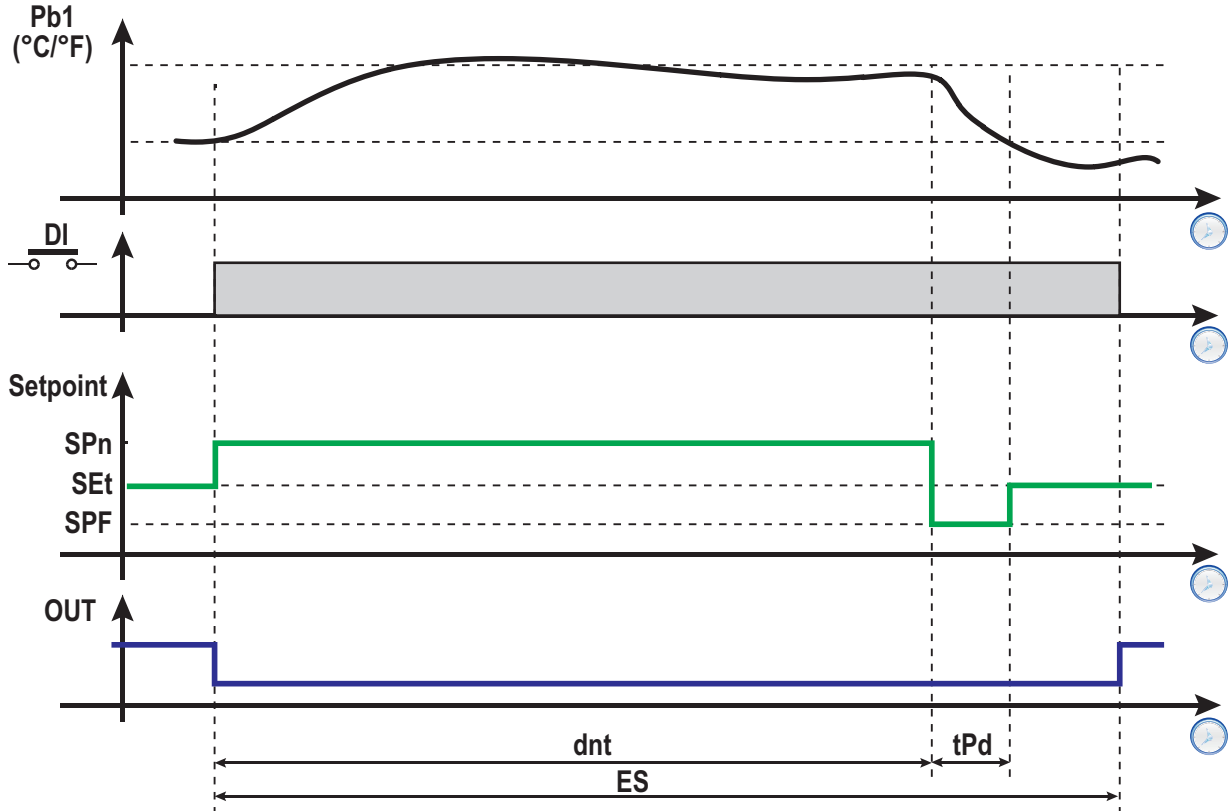 Pb1
(°C/°F)
DI
Setpoint
SPn
SEt
SPF
OUT
dnt
tPd
ES